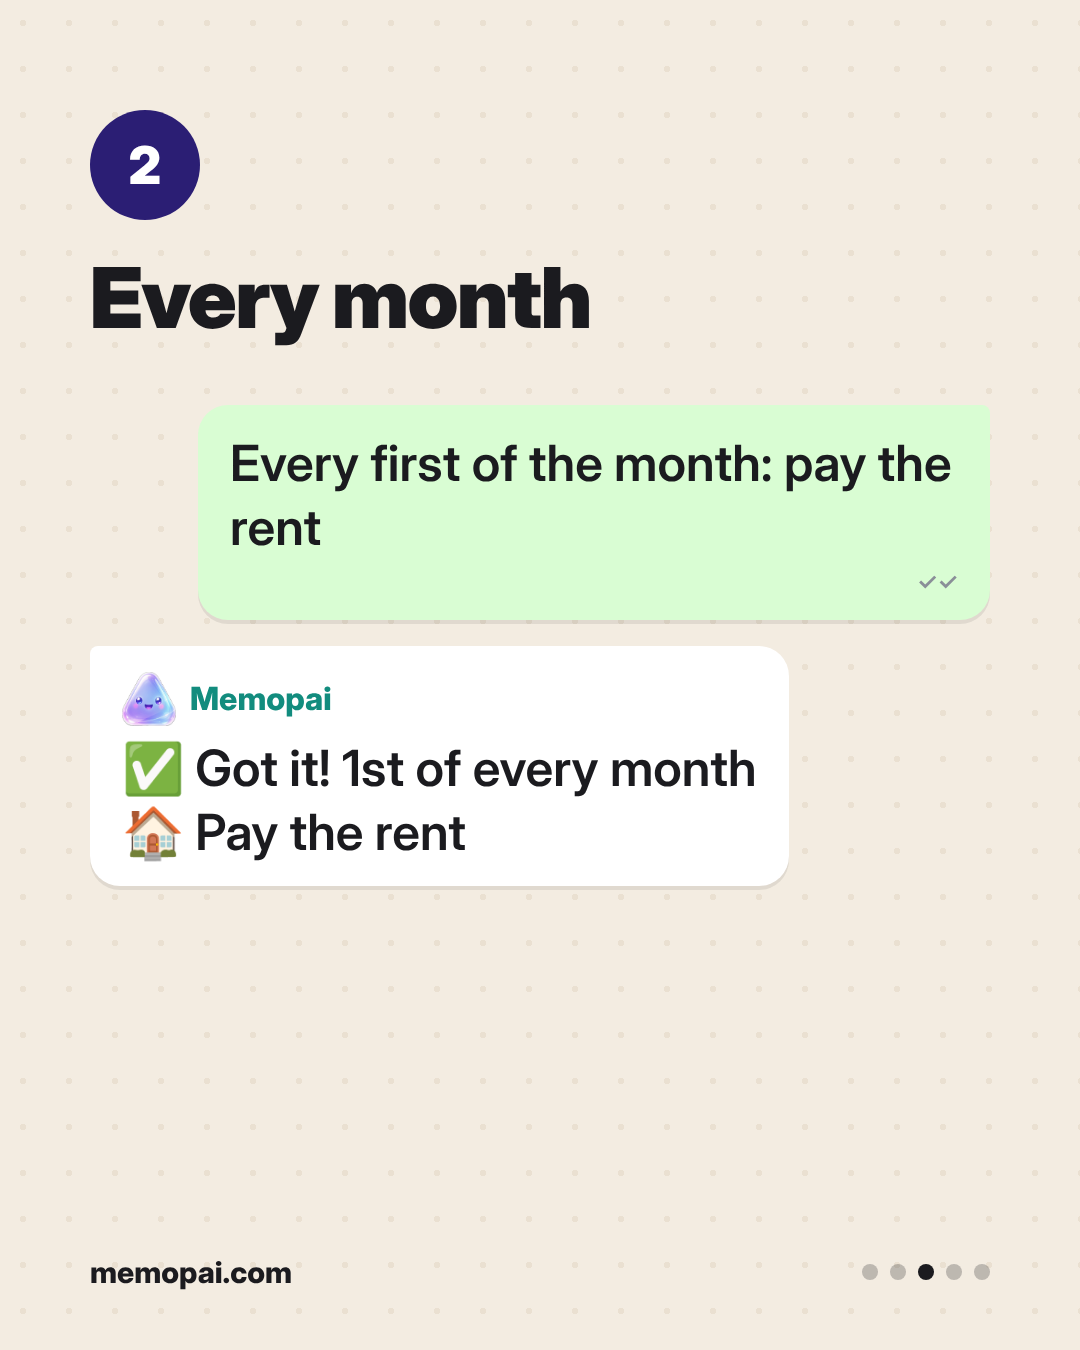 2
Every month
Every first of the month: pay the
rent
Memopai
✅ Got it! 1st of every month
🏠 Pay the rent
memopai.com